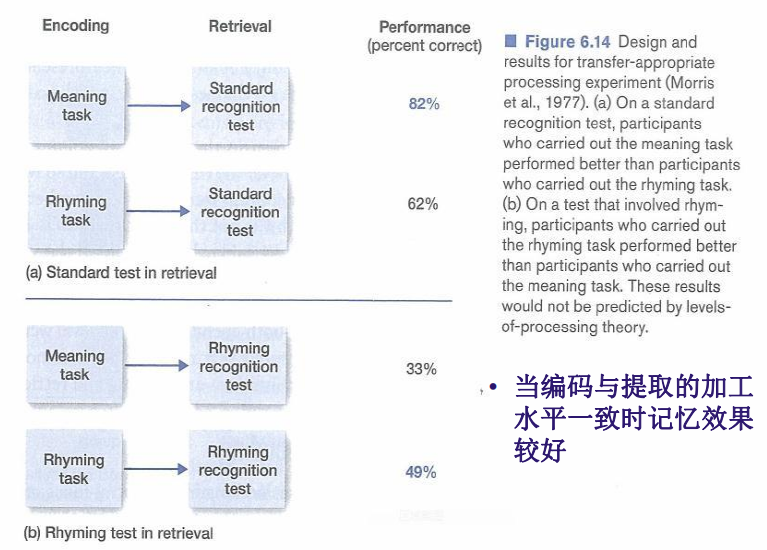 Encoding
Retrieval
Performance
(percent correct)
Meaning
task
Standard
recognition
test
82%
Rhyming
task
Standard
recognition
test
62%
(a) Standard test in retrieval
Meaning
task
Rhyming
recognition
test
33%
Rhyming
task
Rhyming
recognition
test
49%
(b) Rhyming test in retrieval
■ Figure 6.14 Design and
results for transfer-appropriate
processing experiment (Morris
et al., 1977). (a) On a standard
recognition test, participants
who carried out the meaning task
performed better than participants
who carried out the rhyming task.
(b) On a test that involved rhym-
ing, participants who carried out
the rhyming task performed better
than participants who carried out
the meaning task. These results
would not be predicted by levels-
of-processing theory.
• 当编码与提取的加工
水平一致时记忆效果
较好